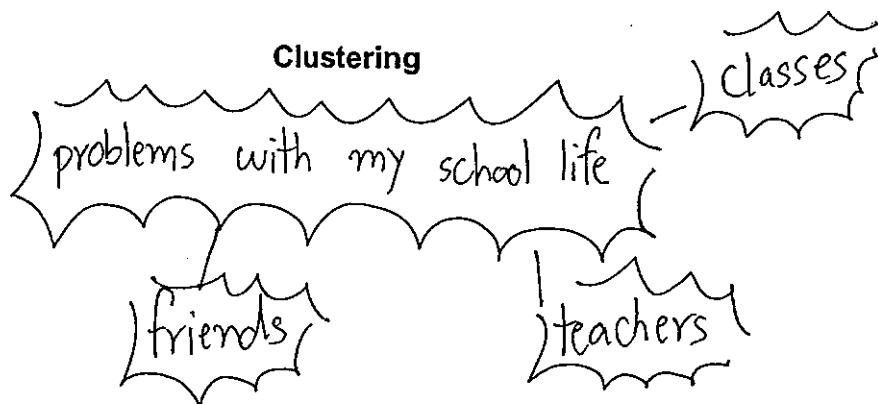 Clustering
classes
problems with my school life
friends
teachers